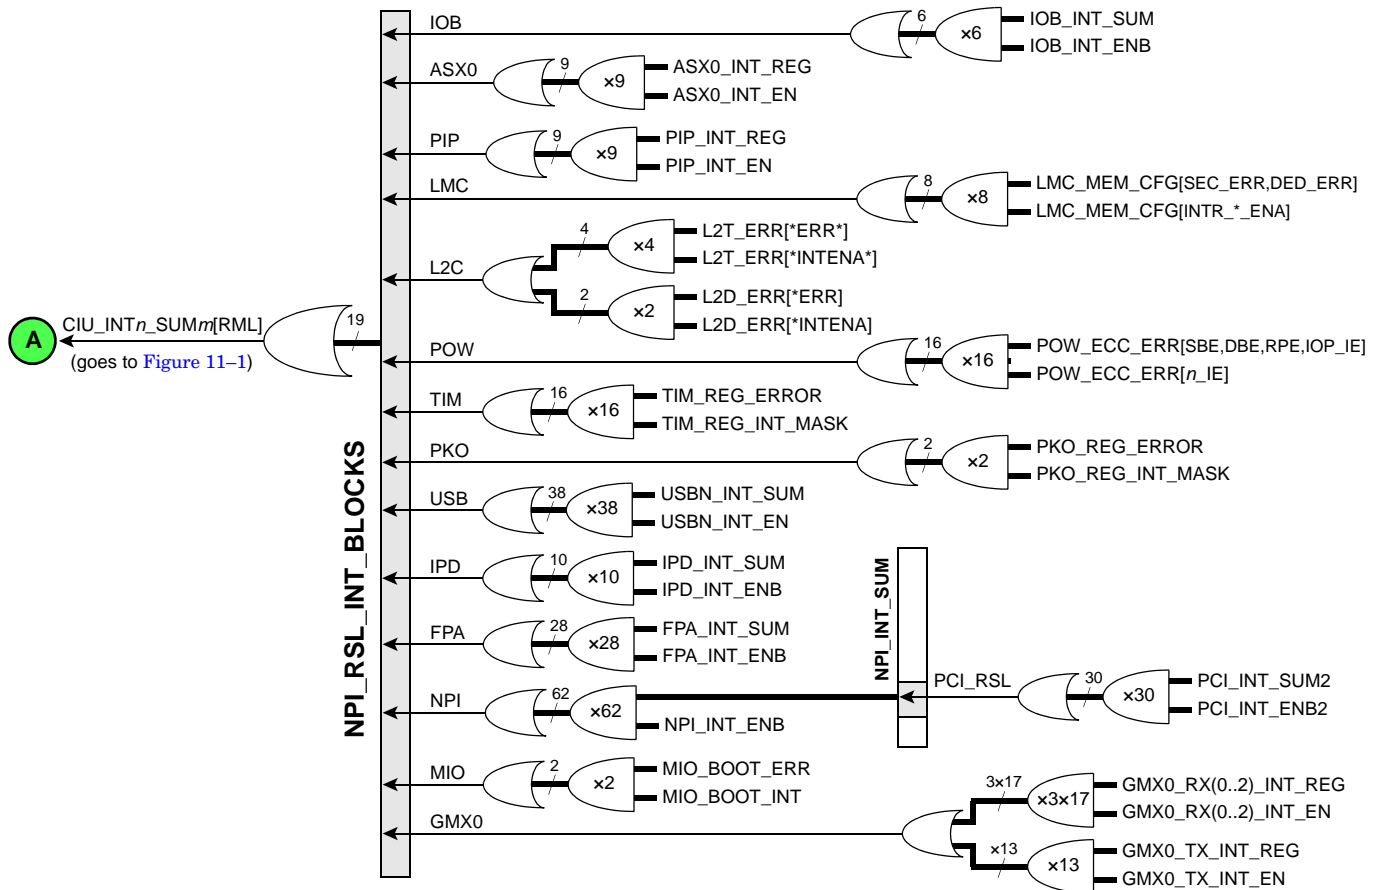 IOB
6
×6
IOB_INT_SUM
IOB_INT_ENB
ASX0
9
×9
ASX0_INT_REG
ASX0_INT_EN
PIP
9
×9
PIP_INT_REG
PIP_INT_EN
LMC
8
×8
LMC_MEM_CFG[SEC_ERR,DED_ERR]
LMC_MEM_CFG[INTR_*_ENA]
L2C
4
×4
L2T_ERR[*ERR*]
L2T_ERR[*INTENA*]
2
×2
L2D_ERR[*ERR]
L2D_ERR[*INTENA]
A
CIU_INTn_SUMm[RML]
(goes to Figure 11–1)
19
NPI_RSL_INT_BLOCKS
POW
16
×16
POW_ECC_ERR[SBE,DBE,RPE,IOP_IE]
POW_ECC_ERR[n_IE]
TIM
16
×16
TIM_REG_ERROR
TIM_REG_INT_MASK
PKO
2
×2
PKO_REG_ERROR
PKO_REG_INT_MASK
USB
38
×38
USBN_INT_SUM
USBN_INT_EN
IPD
10
×10
IPD_INT_SUM
IPD_INT_ENB
FPA
28
×28
FPA_INT_SUM
FPA_INT_ENB
NPI
62
×62
NPI_INT_ENB
NPI_INT_SUM
PCI_RSL
30
×30
PCI_INT_SUM2
PCI_INT_ENB2
MIO
2
×2
MIO_BOOT_ERR
MIO_BOOT_INT
GMX0
3×17
×3×17
GMX0_RX(0..2)_INT_REG
GMX0_RX(0..2)_INT_EN
×13
×13
GMX0_TX_INT_REG
GMX0_TX_INT_EN